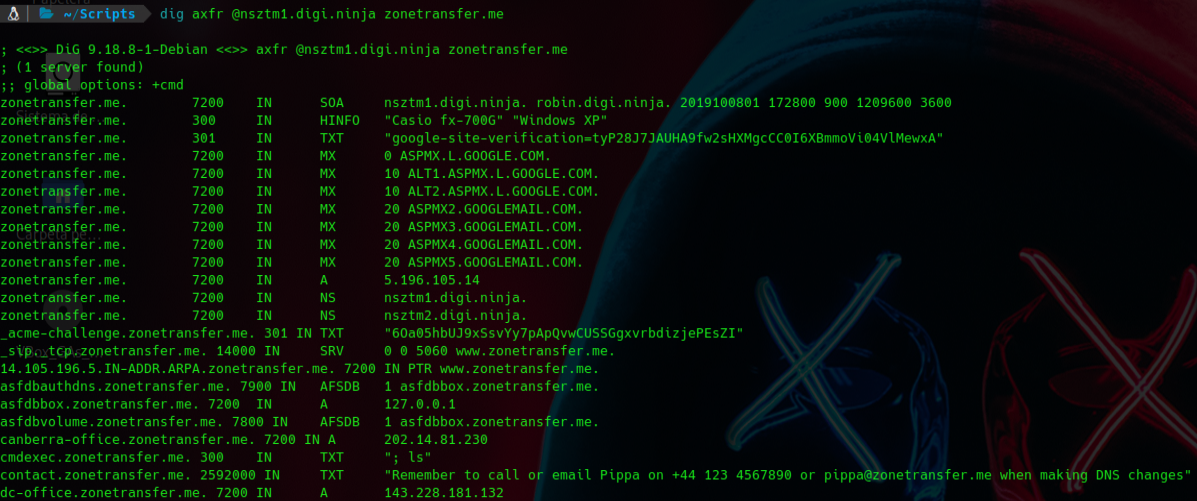 ~/Scripts dig axfr @nsztm1.digi.ninja zonetransfer.me
; <<>> DiG 9.18.8-1-Debian <<>> axfr @nsztm1.digi.ninja zonetransfer.me
; (1 server found)
;; global options: +cmd
zonetransfer.me. 7200 IN SOA nsztm1.digi.ninja. robin.digi.ninja. 2019100801 172800 900 1209600 3600
zonetransfer.me. 300 IN HINFO "Casio fx-700G" "Windows XP"
zonetransfer.me. 301 IN TXT "google-site-verification=tyP28J7JAUHA9fw2sHXMgcCC0I6XBmmoVi04VlMewxA"
zonetransfer.me. 7200 IN MX 0 ASPMX.L.GOOGLE.COM.
zonetransfer.me. 7200 IN MX 10 ALT1.ASPMX.L.GOOGLE.COM.
zonetransfer.me. 7200 IN MX 10 ALT2.ASPMX.L.GOOGLE.COM.
zonetransfer.me. 7200 IN MX 20 ASPMX2.GOOGLEMAIL.COM.
zonetransfer.me. 7200 IN MX 20 ASPMX3.GOOGLEMAIL.COM.
zonetransfer.me. 7200 IN MX 20 ASPMX4.GOOGLEMAIL.COM.
zonetransfer.me. 7200 IN MX 20 ASPMX5.GOOGLEMAIL.COM.
zonetransfer.me. 7200 IN A 5.196.105.14
zonetransfer.me. 7200 IN NS nsztm1.digi.ninja.
zonetransfer.me. 7200 IN NS nsztm2.digi.ninja.
_acme-challenge.zonetransfer.me. 301 IN TXT "6Oa05hbUJ9xSsvYy7pApQvwCUSSGgxvrbdizjePEsZI"
_sip._tcp.zonetransfer.me. 14000 IN SRV 0 0 5060 www.zonetransfer.me.
14.105.196.5.IN-ADDR.ARPA.zonetransfer.me. 7200 IN PTR www.zonetransfer.me.
asfdbauthdns.zonetransfer.me. 7900 IN AFSDB 1 asfdbbox.zonetransfer.me.
asfdbbox.zonetransfer.me. 7200 IN A 127.0.0.1
asfdbvolume.zonetransfer.me. 7800 IN AFSDB 1 asfdbbox.zonetransfer.me.
canberra-office.zonetransfer.me. 7200 IN A 202.14.81.230
cmdexec.zonetransfer.me. 300 IN TXT "; ls"
contact.zonetransfer.me. 2592000 IN TXT "Remember to call or email Pippa on +44 123 4567890 or pippa@zonetransfer.me when making DNS changes"
dc-office.zonetransfer.me. 7200 IN A 143.228.181.132